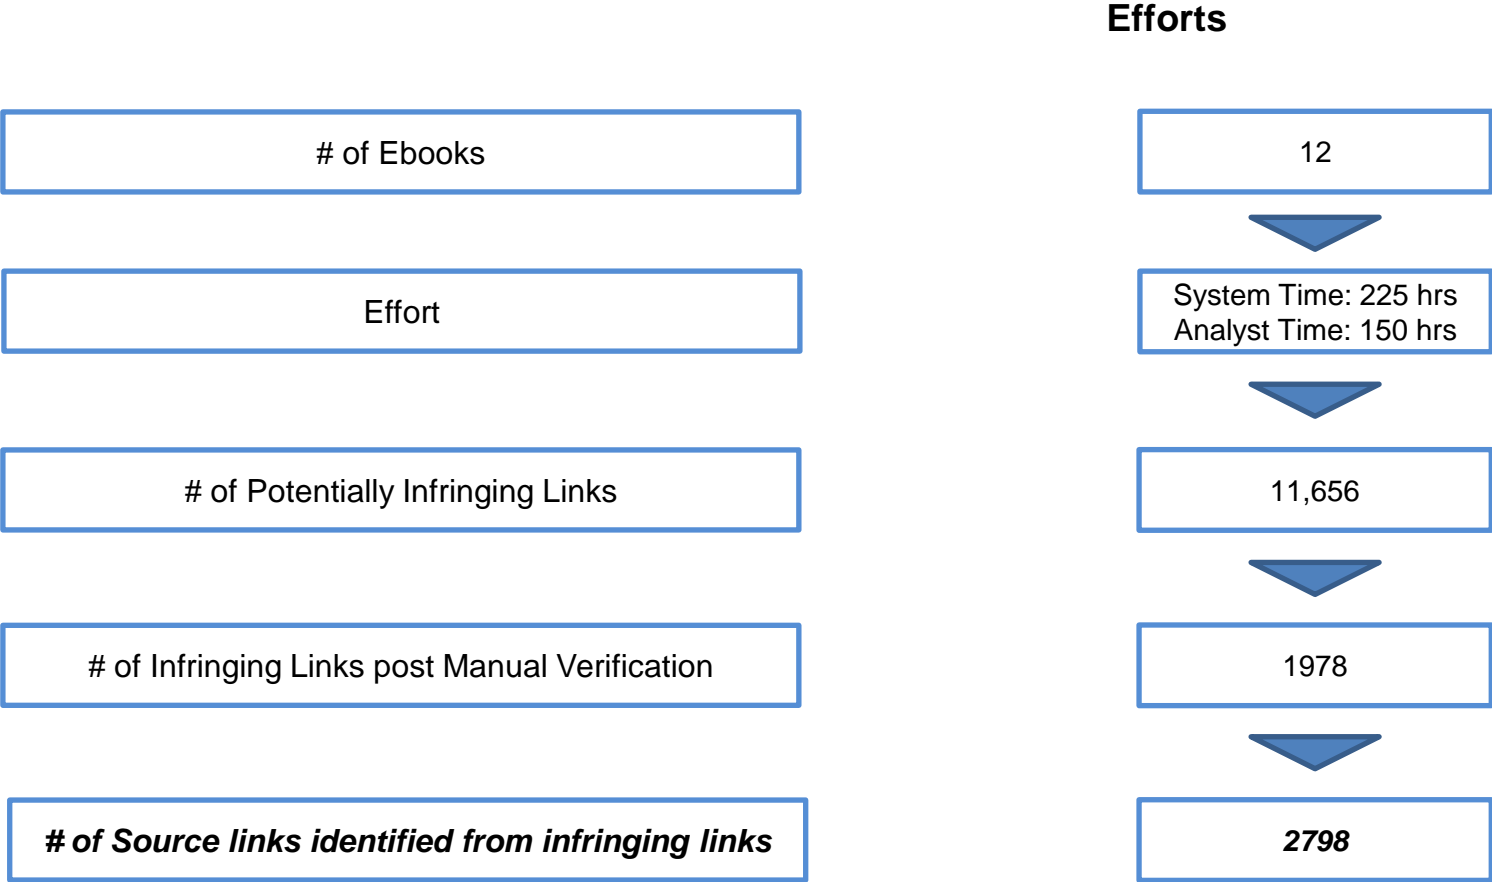 Efforts
# of Ebooks
12
Effort
System Time: 225 hrs
Analyst Time: 150 hrs
# of Potentially Infringing Links
11,656
# of Infringing Links post Manual Verification
1978
# of Source links identified from infringing links
2798